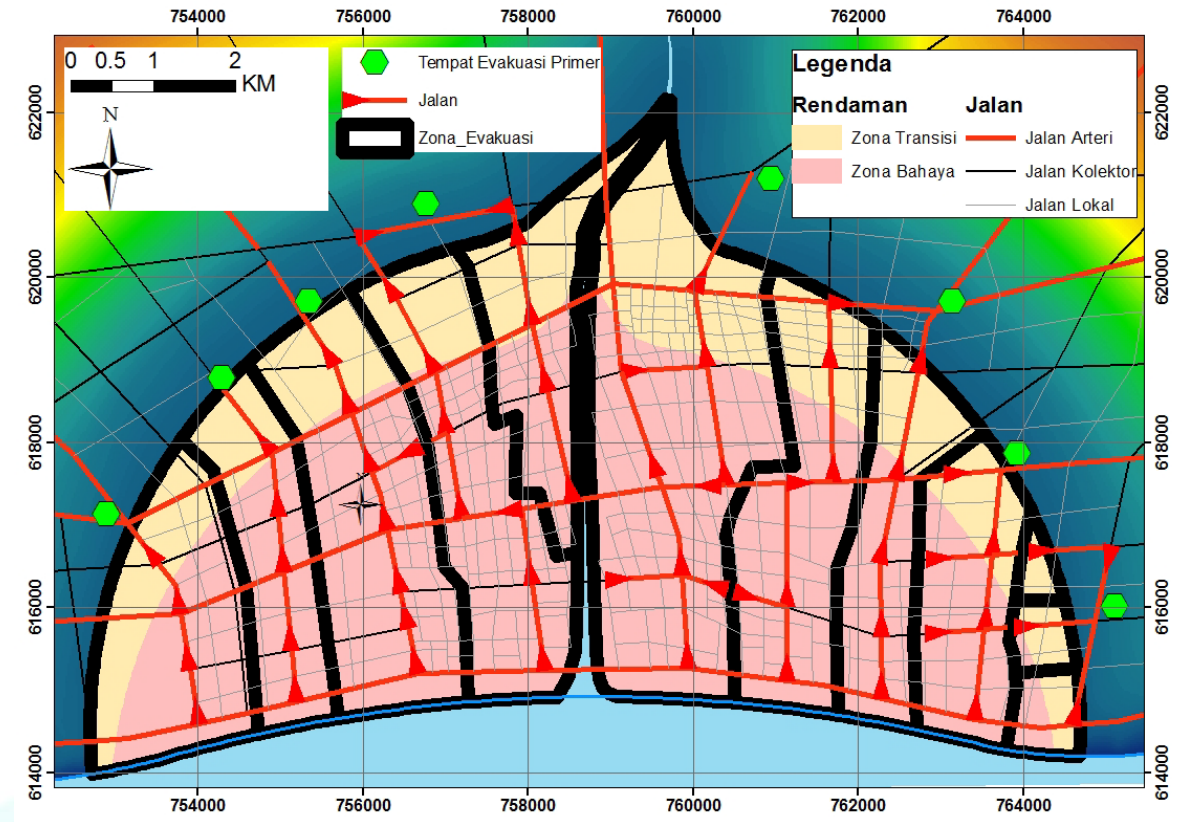 754000 756000 758000 760000 762000 764000
0 0.5 1 2
KM
N
Tempat Evakuasi Primer
Jalan
Zona_Evakuasi
Legenda
Rendaman Jalan
Zona Transisi Jalan Arteri
Zona Bahaya Jalan Kolektor
Jalan Lokal
622000 622000
620000 620000
618000 618000
N
616000 616000
614000 614000
754000 756000 758000 760000 762000 764000